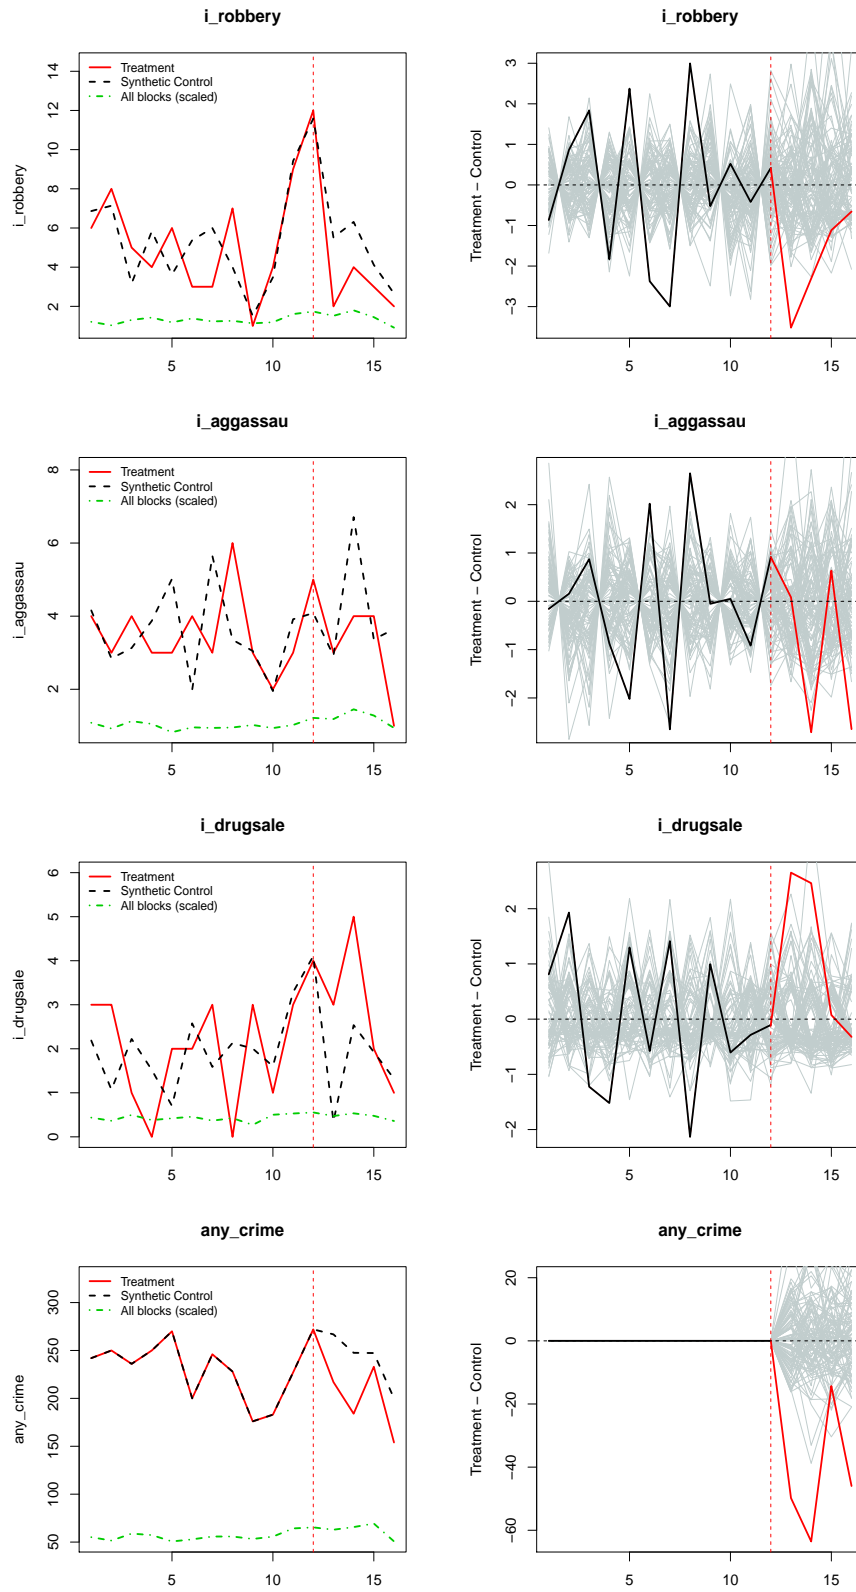 i_robbery
i_robbery
Treatment
Synthetic Control
All blocks (scaled)
i_robbery
14
12
10
8
6
4
2
5
10
15
Treatment − Control
3
2
1
0
−1
−2
−3
5
10
15
i_aggassau
i_aggassau
Treatment
Synthetic Control
All blocks (scaled)
i_aggassau
8
6
4
2
5
10
15
Treatment − Control
2
1
0
−1
−2
5
10
15
i_drugsale
i_drugsale
Treatment
Synthetic Control
All blocks (scaled)
i_drugsale
6
5
4
3
2
1
0
5
10
15
Treatment − Control
2
1
0
−1
−2
5
10
15
any_crime
any_crime
Treatment
Synthetic Control
All blocks (scaled)
any_crime
300
250
200
150
100
50
5
10
15
Treatment − Control
20
0
−20
−40
−60
5
10
15